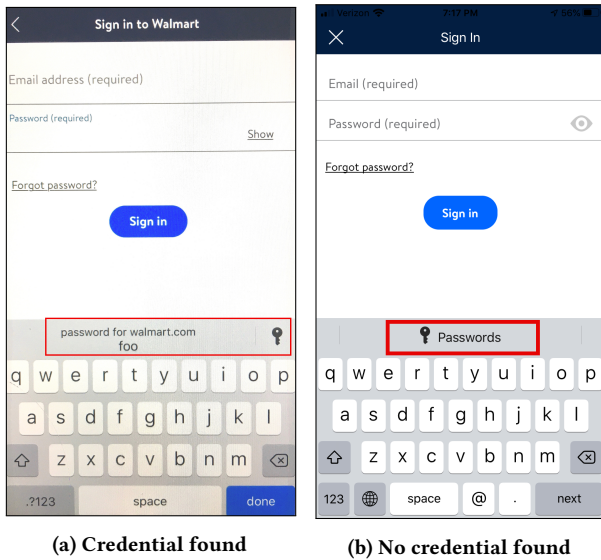 Sign in to Walmart
Email address (required)
Password (required)
Show
Forgot password?
Sign in
password for walmart.com
foo
q w e r t y u i o p
a s d f g h j k l
z x c v b n m
.?123 space done
(a) Credential found
Verizon 7:17 PM 56%
Sign In
Email (required)
Password (required)
Forgot password?
Sign in
Passwords
q w e r t y u i o p
a s d f g h j k l
z x c v b n m
123 space @ . next
(b) No credential found